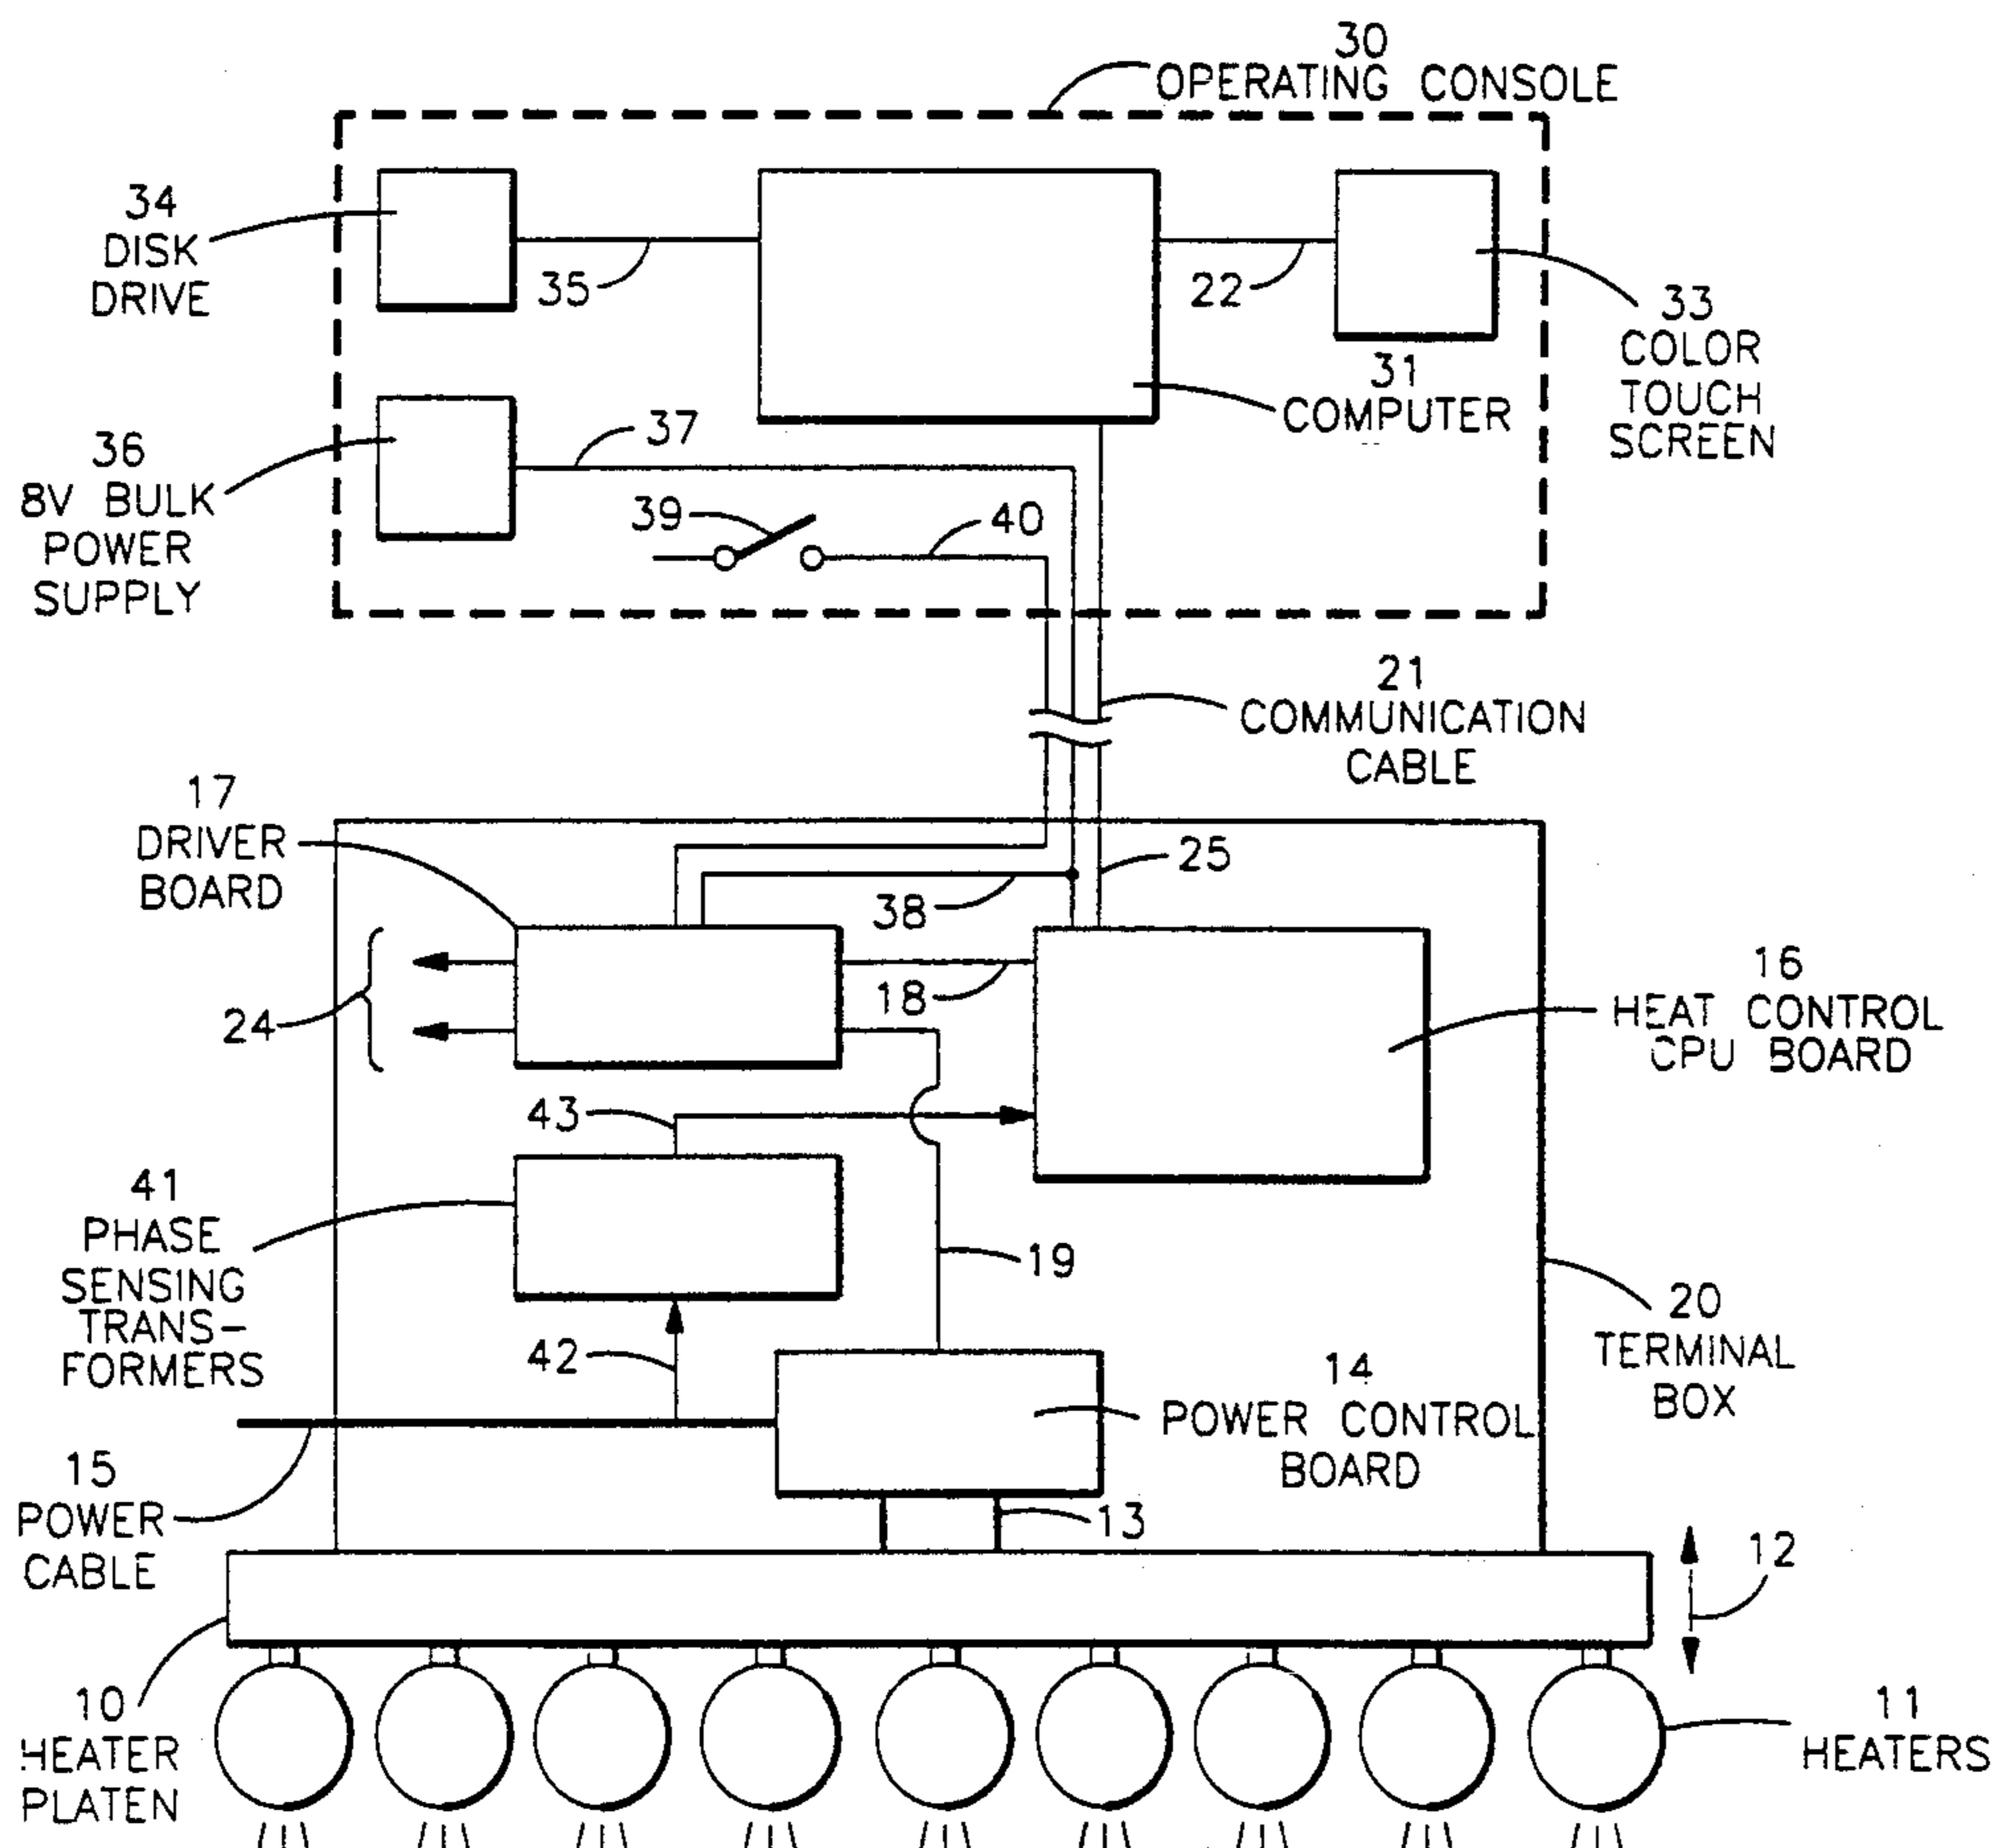 30
OPERATING CONSOLE
34
DISK
DRIVE
35
22
33
COLOR
TOUCH
SCREEN
31
COMPUTER
36
8V BULK
POWER
SUPPLY
37
39
40
21
COMMUNICATION
CABLE
17
DRIVER
BOARD
25
38
18
24
16
HEAT CONTROL
CPU BOARD
43
41
PHASE
SENSING
TRANS-
FORMERS
19
42
20
TERMINAL
BOX
14
POWER CONTROL
BOARD
15
POWER
CABLE
13
12
10
HEATER
PLATEN
11
HEATERS